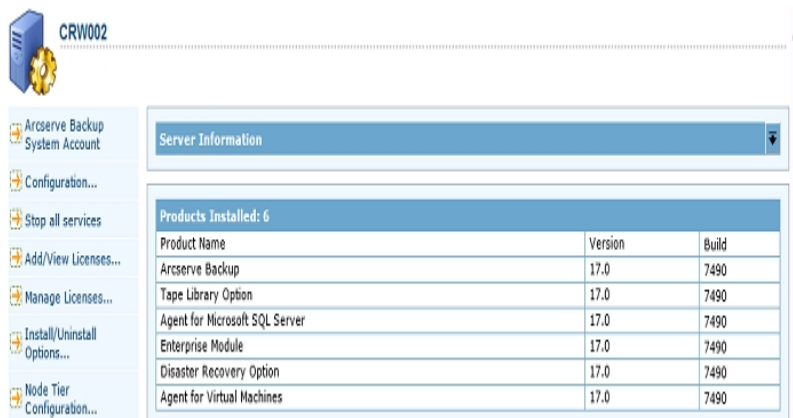 CRW002
Arcserve Backup
System Account
Configuration...
Stop all services
Add/View Licenses...
Manage Licenses...
Install/Uninstall
Options...
Node Tier
Configuration...
Server Information
Products Installed: 6
Product Name Version Build
Arcserve Backup 17.0 7490
Tape Library Option 17.0 7490
Agent for Microsoft SQL Server 17.0 7490
Enterprise Module 17.0 7490
Disaster Recovery Option 17.0 7490
Agent for Virtual Machines 17.0 7490